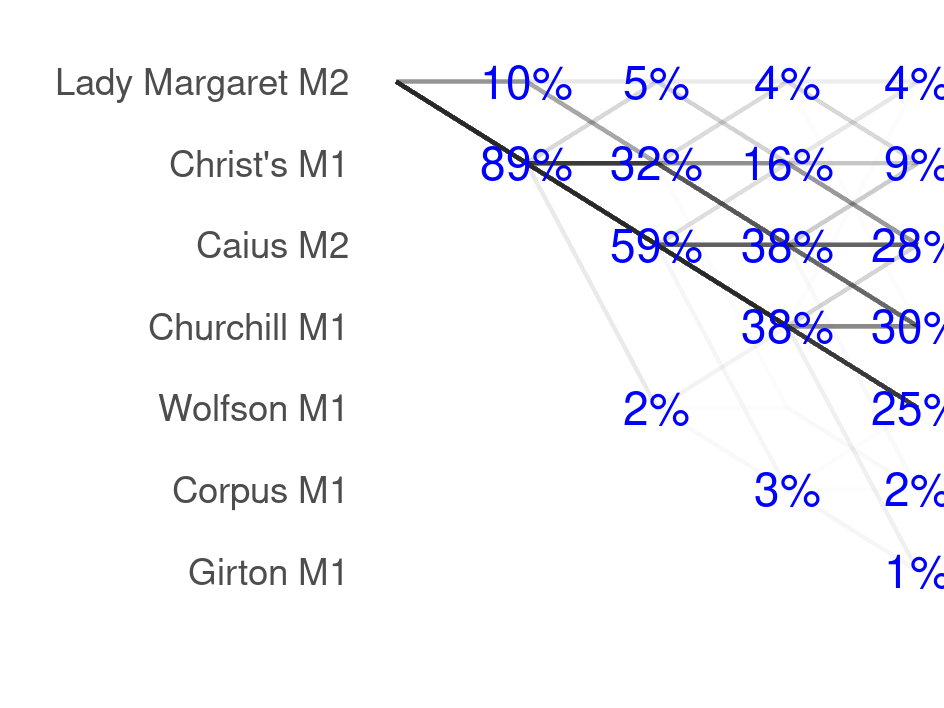 Lady Margaret M2 10% 5% 4% 4%
Christ's M1 89% 32% 16% 9%
Caius M2 59% 38% 28%
Churchill M1 38% 30%
Wolfson M1 2% 25%
Corpus M1 3% 2%
Girton M1 1%